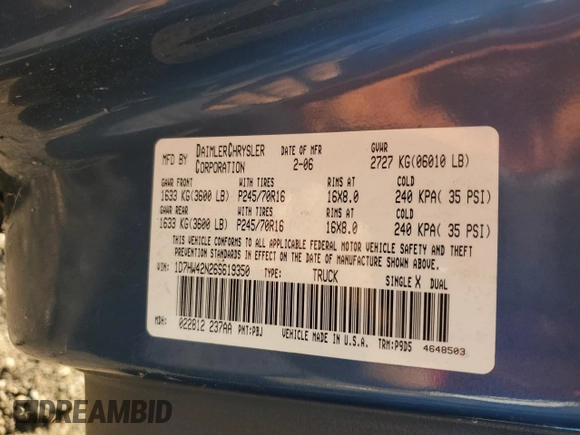 MFD BY DAIMLERCHRYSLER CORPORATION DATE OF MFR 2-06 GVWR 2727 KG(06010 LB)
GAWR FRONT WITH TIRES RIMS AT COLD
1633 KG(3600 LB) P245/70R16 16X8.0 240 KPA( 35 PSI)
GAWR REAR WITH TIRES RIMS AT COLD
1633 KG(3600 LB) P245/70R16 16X8.0 240 KPA( 35 PSI)
THIS VEHICLE CONFORMS TO ALL APPLICABLE FEDERAL MOTOR VEHICLE SAFETY AND THEFT
PREVENTION STANDARDS IN EFFECT ON THE DATE OF MANUFACTURE SHOWN ABOVE.
VIN: 1D7HW42N26S619350 TYPE: TRUCK SINGLE X DUAL
MDH: 022812 237AA PNT:PBJ VEHICLE MADE IN U.S.A. TRM:P9D5 4648503
IDREAMBID